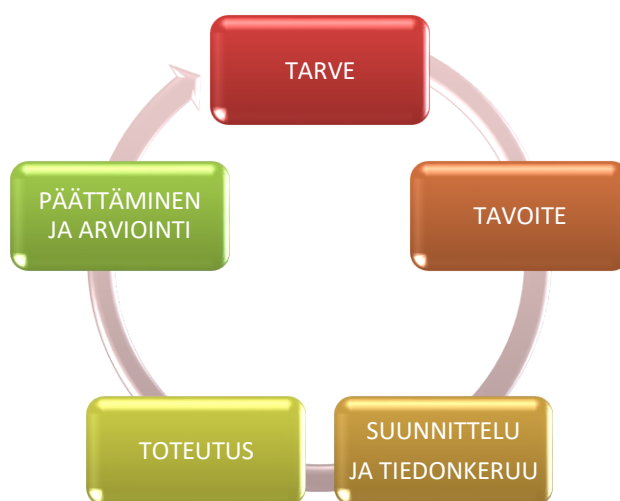 TARVE
TAVOITE
SUUNNITTELU
JA TIEDONKERUU
TOTEUTUS
PÄÄTTÄMINEN
JA ARVIOINTI